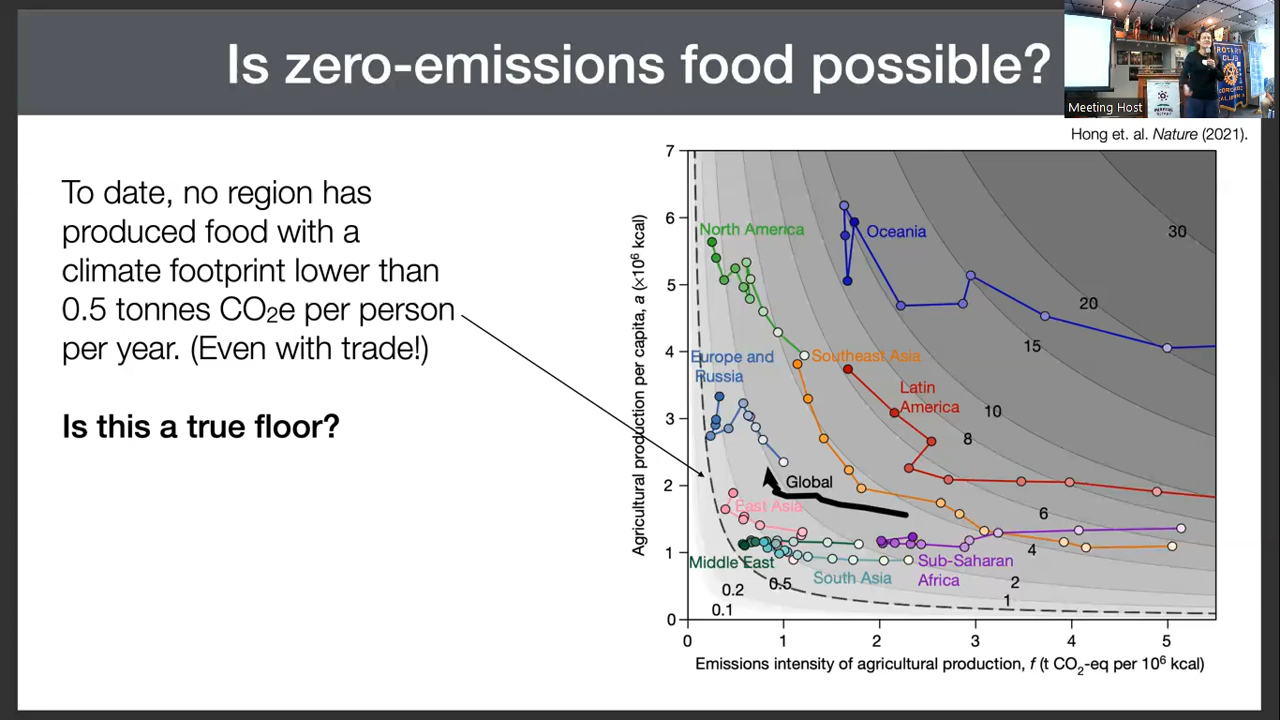 Is zero-emissions food possible?
Meeting Host
ROTARY
CLUB
Hong et. al. Nature (2021).
To date, no region has
produced food with a
climate footprint lower than
0.5 tonnes CO₂e per person
per year. (Even with trade!)
Is this a true floor?
Agricultural production per capita, a (×10⁶ kcal)
7
6
5
4
3
2
1
0
North America
Oceania
30
20
15
Europe and
Russia
Southeast Asia
Latin
America
10
8
Global
6
East Asia
4
Middle East
South Asia
Sub-Saharan
Africa
2
1
0.5
0.2
0.1
0 1 2 3 4 5
Emissions intensity of agricultural production, f (t CO₂-eq per 10⁶ kcal)